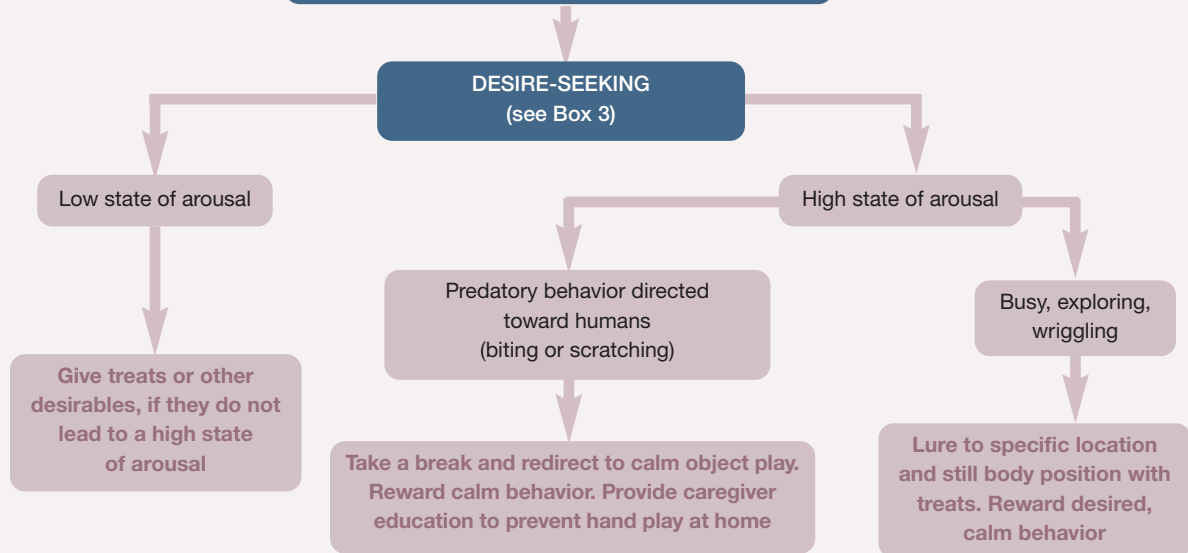 DESIRE-SEEKING
(see Box 3)
Low state of arousal
High state of arousal
Predatory behavior directed
toward humans
(biting or scratching)
Busy, exploring,
wriggling
Give treats or other
desirables, if they do not
lead to a high state
of arousal
Take a break and redirect to calm object play.
Reward calm behavior. Provide caregiver
education to prevent hand play at home
Lure to specific location
and still body position with
treats. Reward desired,
calm behavior